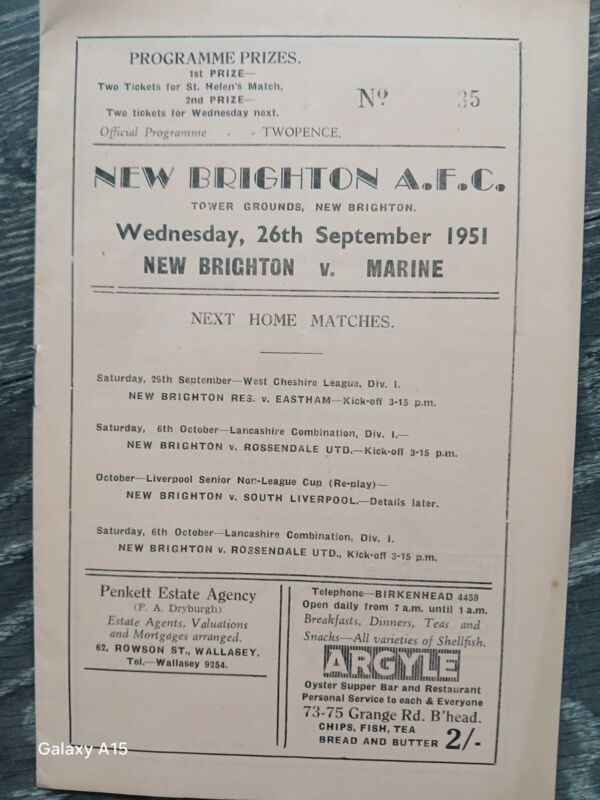 PROGRAMME PRIZES.
1st PRIZE—
Two Tickets for St. Helen's Match.
2nd PRIZE—
Two tickets for Wednesday next.
Nº 35
Official Programme - - TWOPENCE.
NEW BRIGHTON A.F.C.
TOWER GROUNDS, NEW BRIGHTON.
Wednesday, 26th September 1951
NEW BRIGHTON v. MARINE
NEXT HOME MATCHES.
Saturday, 29th September—West Cheshire League, Div. I.
NEW BRIGHTON RES. v. EASTHAM—Kick-off 3-15 p.m.
Saturday, 6th October—Lancashire Combination, Div. I.—
NEW BRIGHTON v. ROSSENDALE UTD.—Kick-off 3-15 p.m.
October—Liverpool Senior Non-League Cup (Re-play)—
NEW BRIGHTON v. SOUTH LIVERPOOL.—Details later.
Saturday, 6th October—Lancashire Combination, Div. I.
NEW BRIGHTON v. ROSSENDALE UTD., Kick-off 3-15 p.m.
Penkett Estate Agency
(F. A. Dryburgh)
Estate Agents, Valuations
and Mortgages arranged.
62, ROWSON ST., WALLASEY.
Tel.—Wallasey 9254.
Telephone—BIRKENHEAD 4459
Open daily from 7 a.m. until 1 a.m.
Breakfasts, Dinners, Teas and
Snacks—All varieties of Shellfish.
ARGYLE
Oyster Supper Bar and Restaurant
Personal Service to each & Everyone
73-75 Grange Rd. B'head.
CHIPS, FISH, TEA
BREAD AND BUTTER 2/-
Galaxy A15